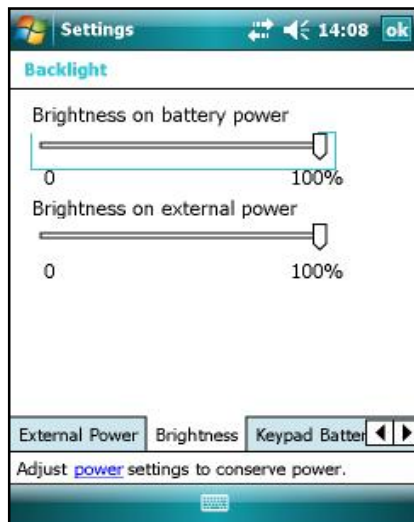 Settings 14:08 ok
Backlight
Brightness on battery power
0 100%
Brightness on external power
0 100%
External Power Brightness Keypad Batter
Adjust power settings to conserve power.